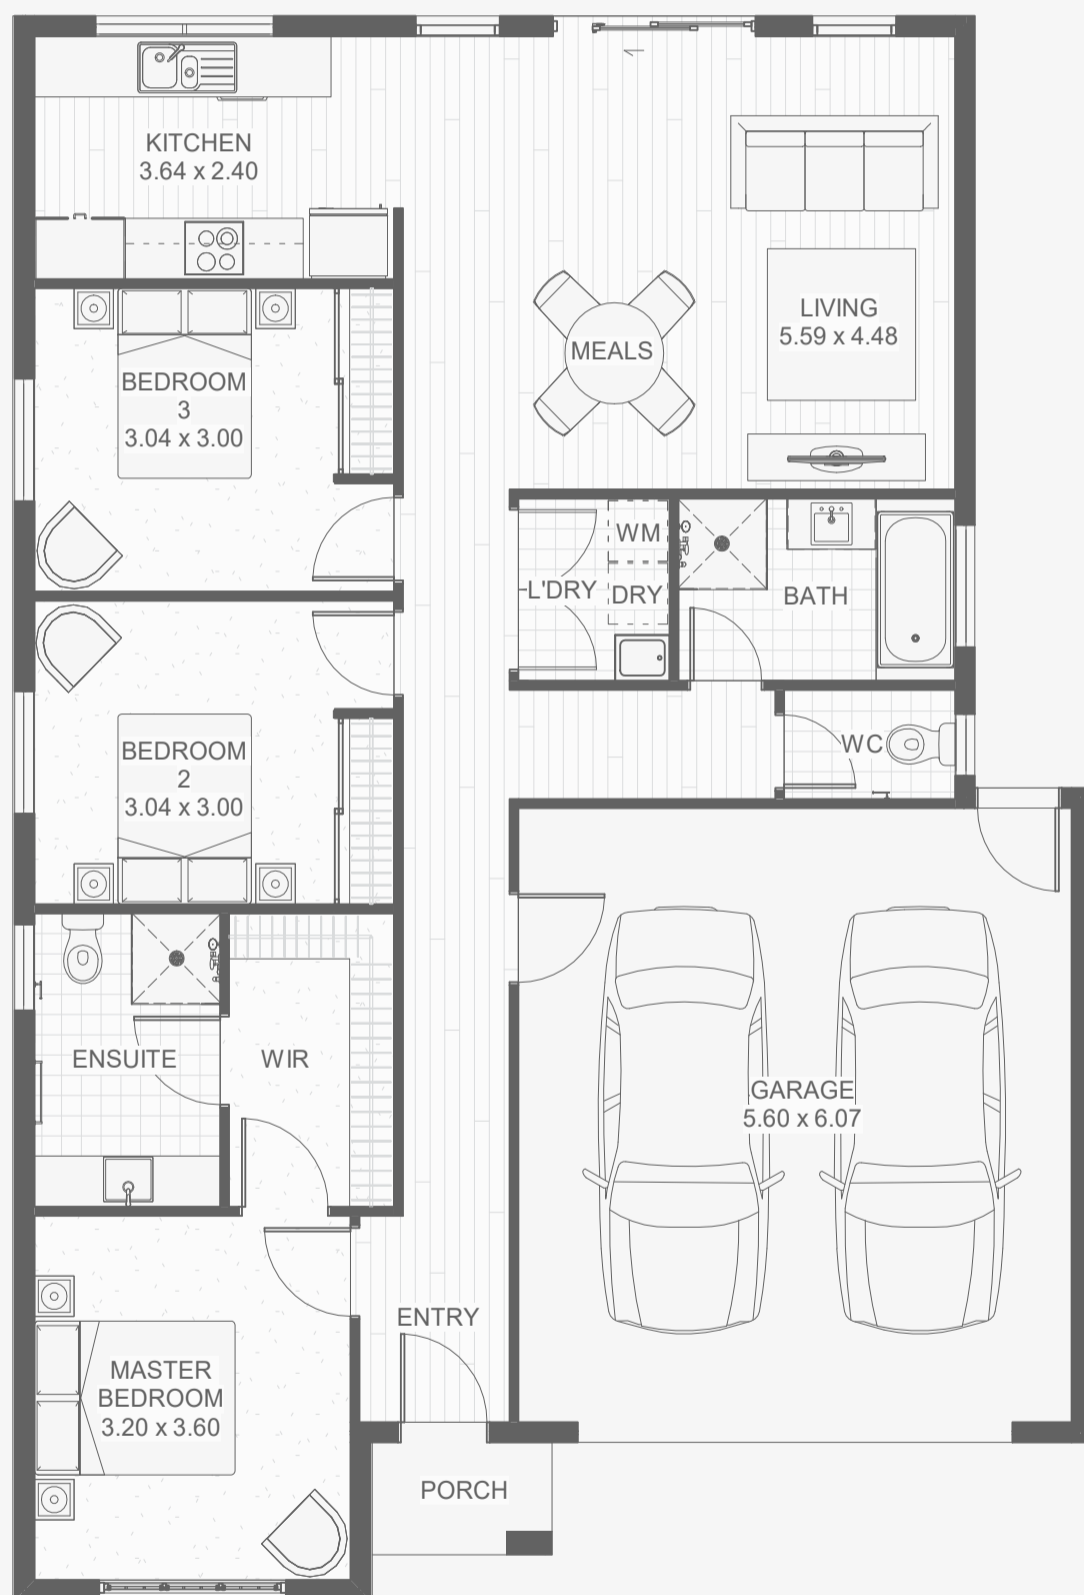 KITCHEN
3.64 x 2.40
LIVING
5.59 x 4.48
MEALS
BEDROOM
3
3.04 x 3.00
WM
L'DRY
DRY
BATH
BEDROOM
2
3.04 x 3.00
WC
ENSUITE
WIR
GARAGE
5.60 x 6.07
ENTRY
MASTER
BEDROOM
3.20 x 3.60
PORCH